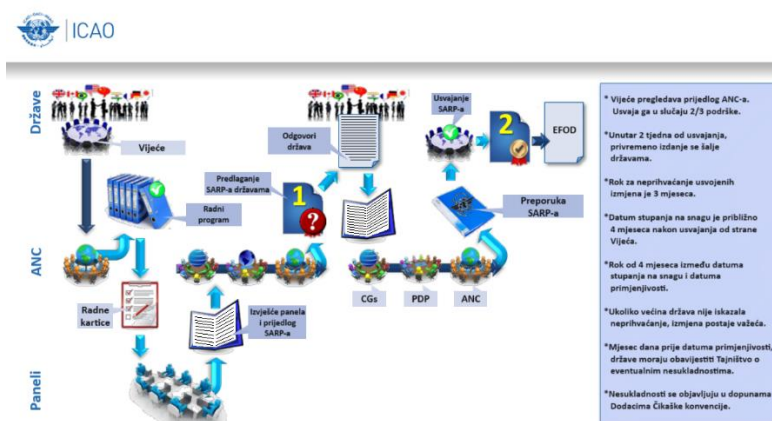 ICAO
Države
ANC
Paneli
Vijeće
Radni
program
Radne
kartice
Izvješće panela
i prijedlog
SARP-a
Predlaganje
SARP-a državama
1
?
Odgovori
država
CGs
PDP
ANC
Preporuka
SARP-a
Usvajanje
SARP-a
2
EFOD
* Vijeće pregledava prijedlog ANC-a.
Usvaja ga u slučaju 2/3 podrške.
*Unutar 2 tjedna od usvajanja,
privremeno izdanje se šalje
državama.
*Rok za neprihvaćanje usvojenih
izmjena je 3 mjeseca.
*Datum stupanja na snagu je približno
4 mjeseca nakon usvajanja od strane
Vijeća.
*Rok od 4 mjeseca između datuma
stupanja na snagu i datuma
primjenjivosti.
*Ukoliko većina država nije iskazala
neprihvaćanje, izmjena postaje važeća.
*Mjesec dana prije datuma primjenjivosti,
države moraju obavijestiti Tajništvo o
eventualnim nesukladnostima.
*Nesukladnosti se objavljuju u dopunama
Dodacima Čikaške konvencije.